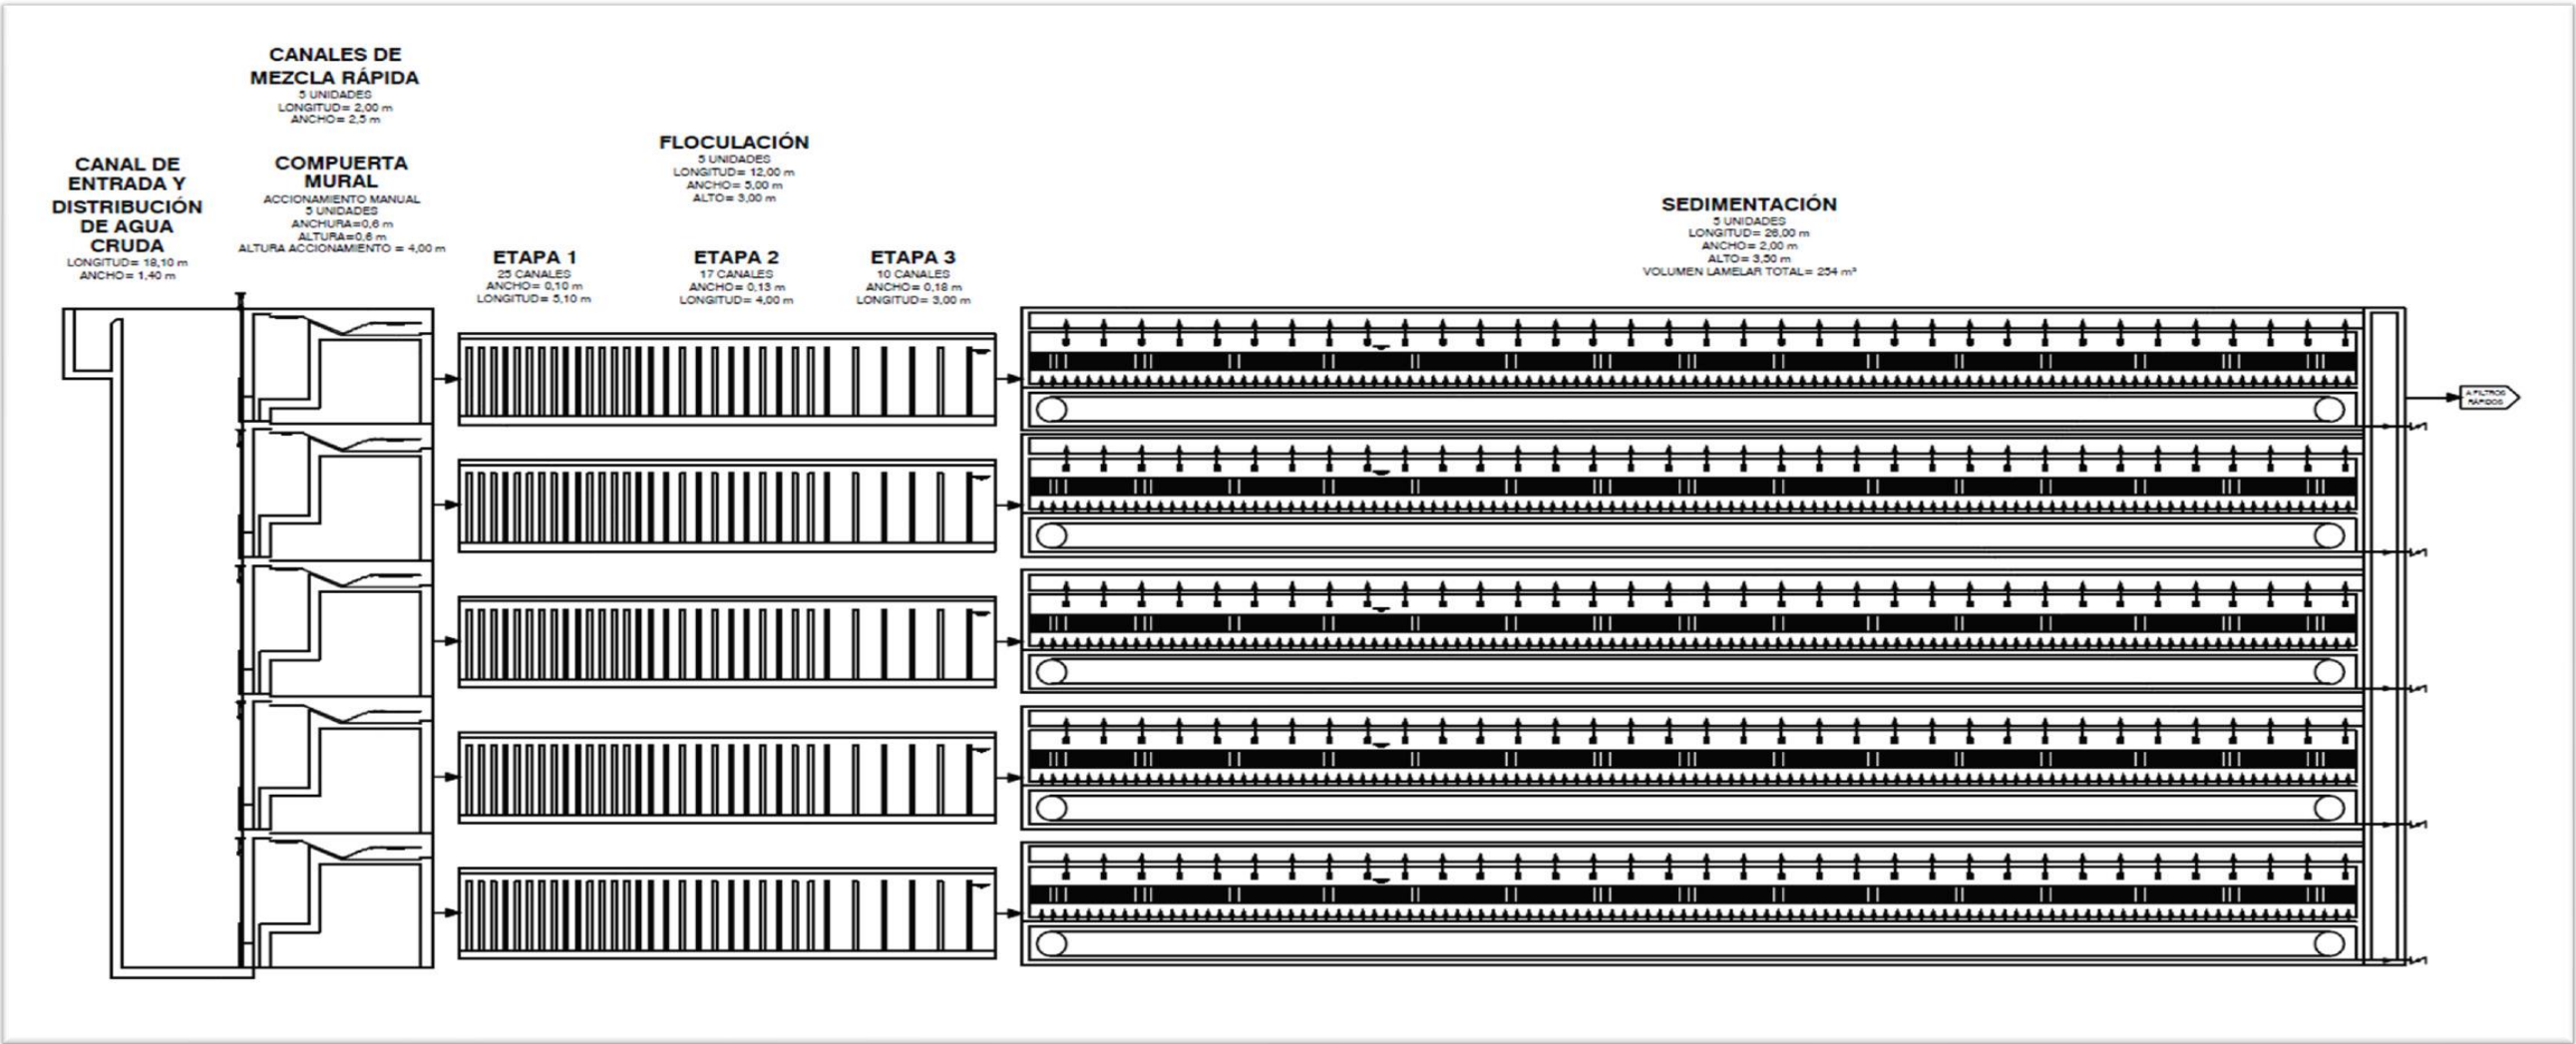 CANALES DE
MEZCLA RÁPIDA
5 UNIDADES
LONGITUD= 2,00 m
ANCHO= 2,5 m
CANAL DE
ENTRADA Y
DISTRIBUCIÓN
DE AGUA
CRUDA
LONGITUD= 18,10 m
ANCHO= 1,40 m
COMPUERTA
MURAL
ACCIONAMIENTO MANUAL
5 UNIDADES
ANCHURA=0,6 m
ALTURA=0,6 m
ALTURA ACCIONAMIENTO = 4,00 m
FLOCULACIÓN
5 UNIDADES
LONGITUD= 12,00 m
ANCHO= 5,00 m
ALTO= 3,00 m
ETAPA 1
25 CANALES
ANCHO= 0,10 m
LONGITUD= 5,10 m
ETAPA 2
17 CANALES
ANCHO= 0,13 m
LONGITUD= 4,00 m
ETAPA 3
10 CANALES
ANCHO= 0,18 m
LONGITUD= 3,00 m
SEDIMENTACIÓN
5 UNIDADES
LONGITUD= 26,00 m
ANCHO= 2,00 m
ALTO= 3,50 m
VOLUMEN LAMELAR TOTAL= 254 m³
A FILTROS
RÁPIDOS